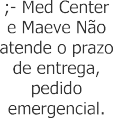 ;- Med Center
e Maeve Não
atende o prazo
de entrega,
pedido
emergencial.